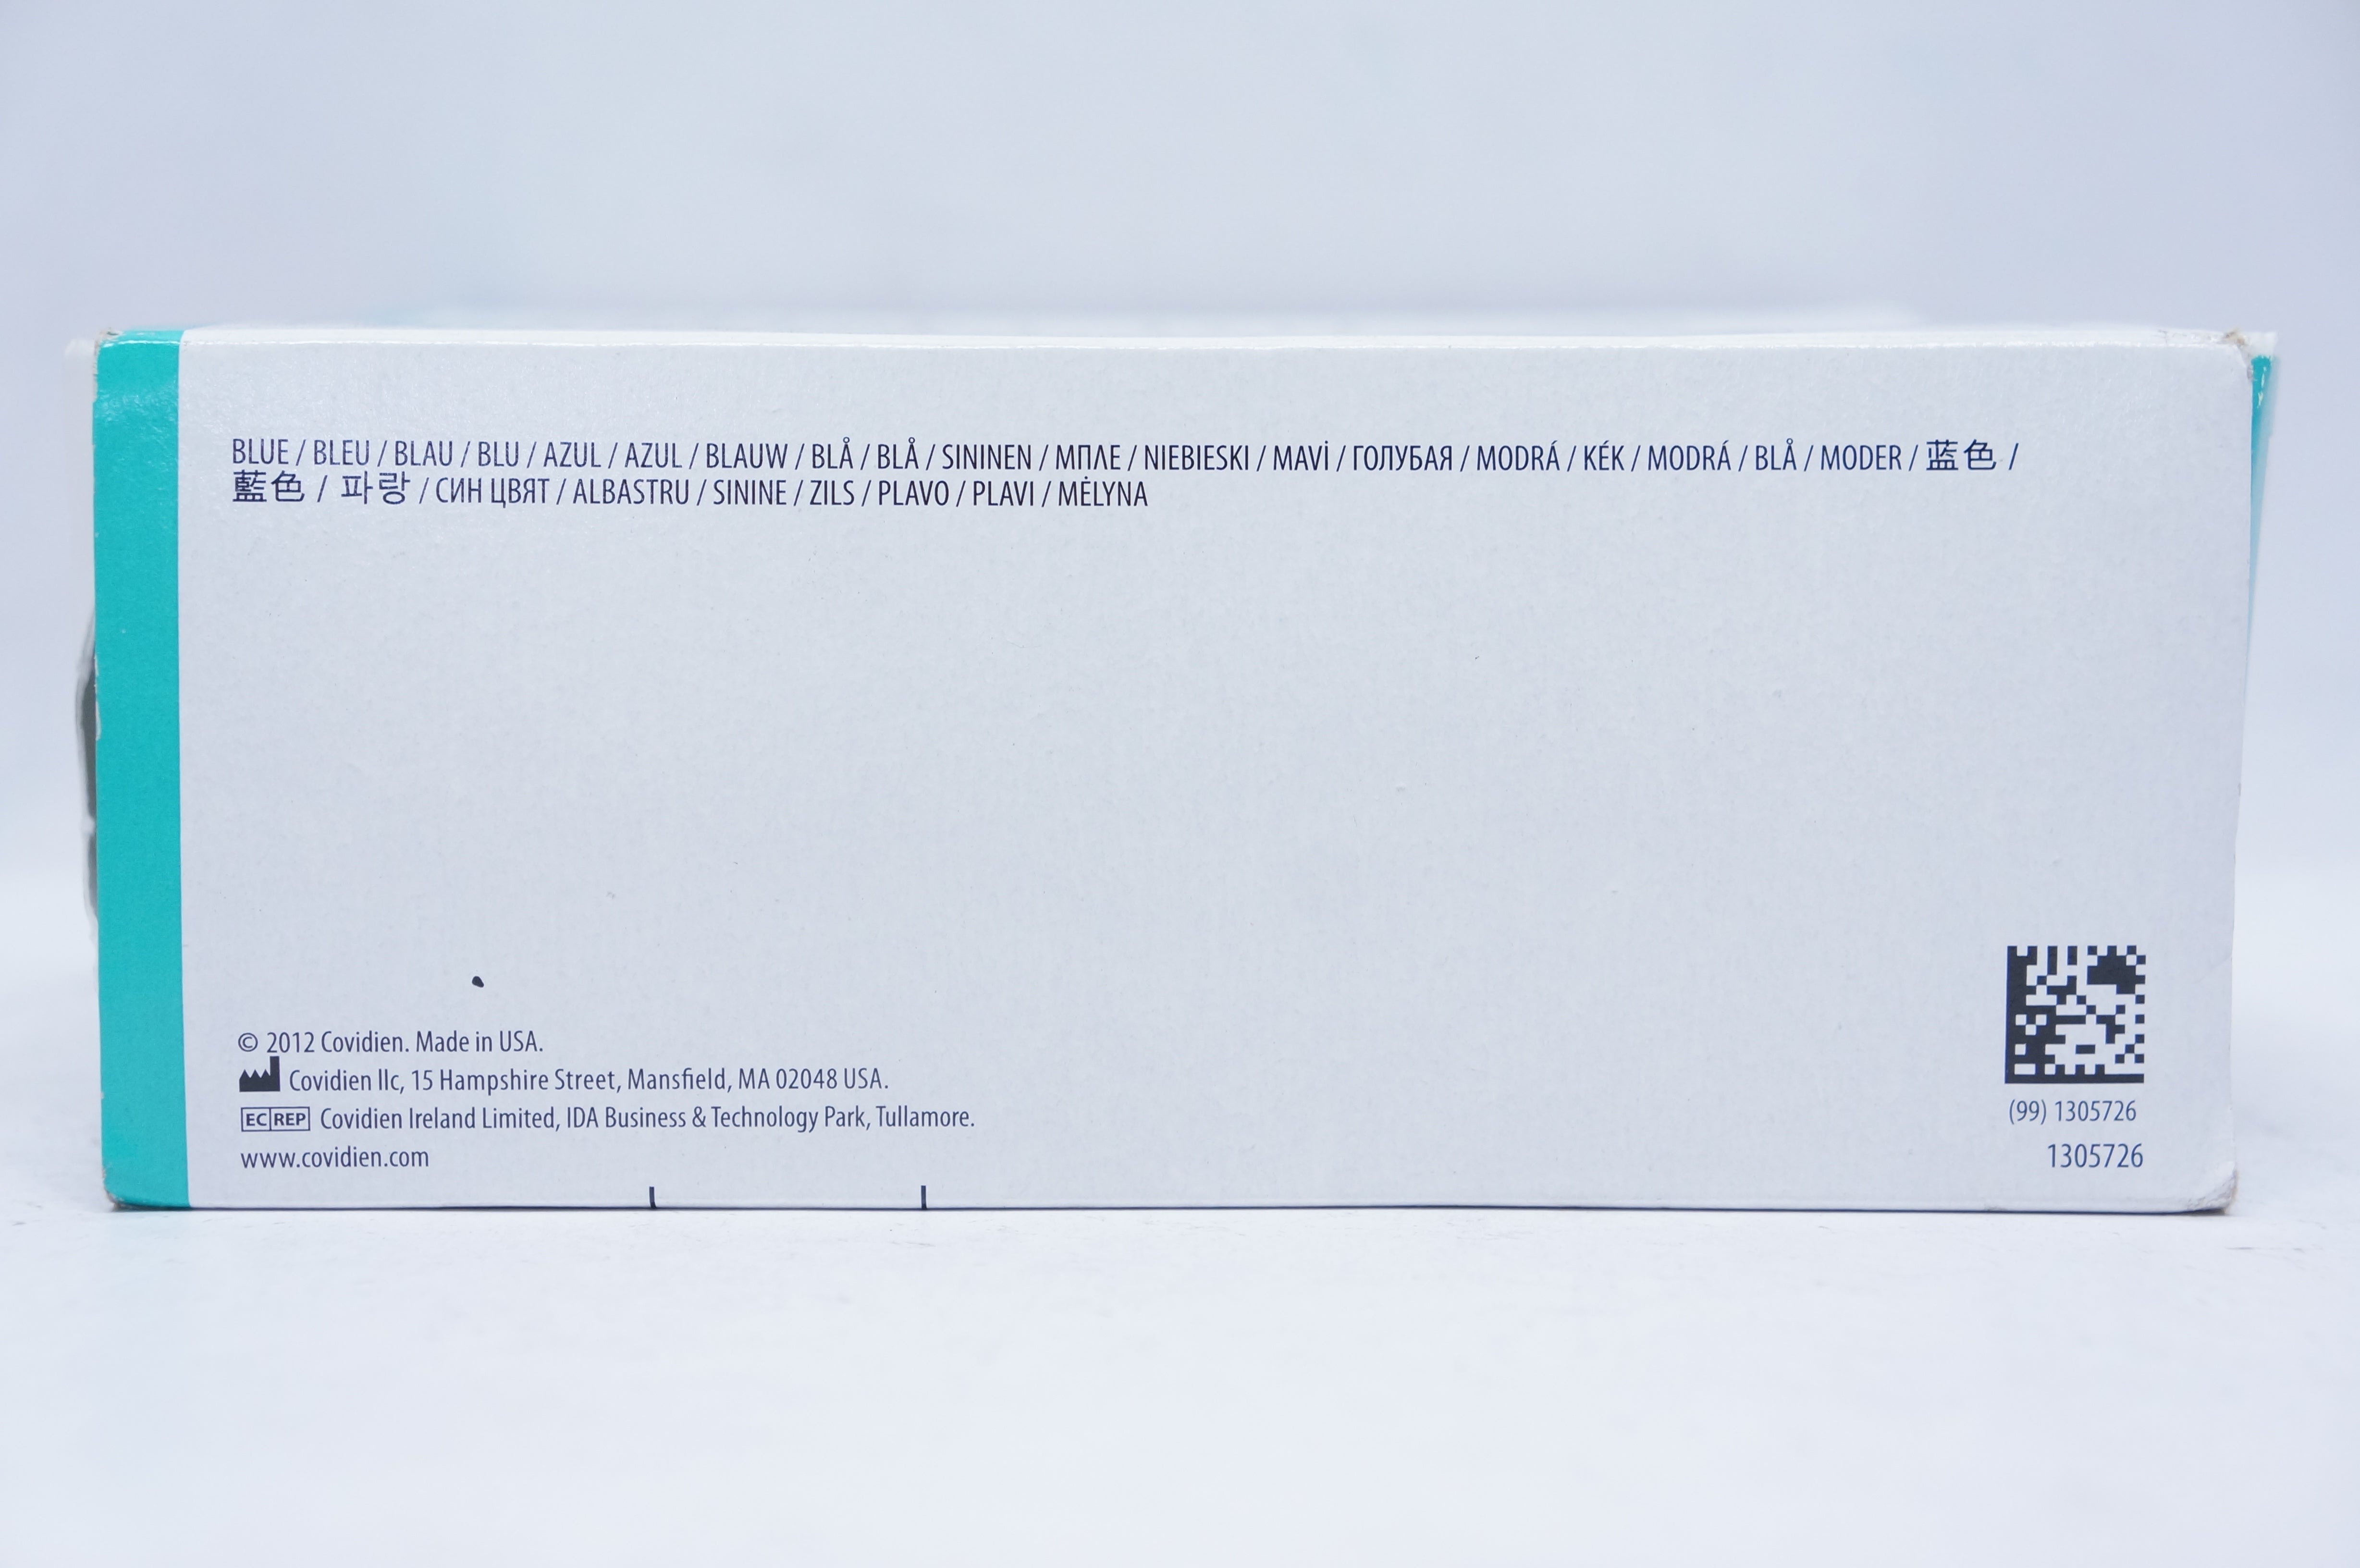 BLUE / BLEU / BLAU / BLU / AZUL / AZUL / BLAUW / BLÅ / BLÅ / SININEN / ΜΠΛΕ / NIEBIESKI / MAVİ / ГОЛУБАЯ / MODRÁ / KÉK / MODRÁ / BLÅ / MODER / 蓝色 /
藍色 / 파랑 / СИН ЦВЯТ / ALBASTRU / SININE / ZILS / PLAVO / PLAVI / MĖLYNA
© 2012 Covidien. Made in USA.
Covidien llc, 15 Hampshire Street, Mansfield, MA 02048 USA.
EC REP Covidien Ireland Limited, IDA Business & Technology Park, Tullamore.
www.covidien.com
(99) 1305726
1305726